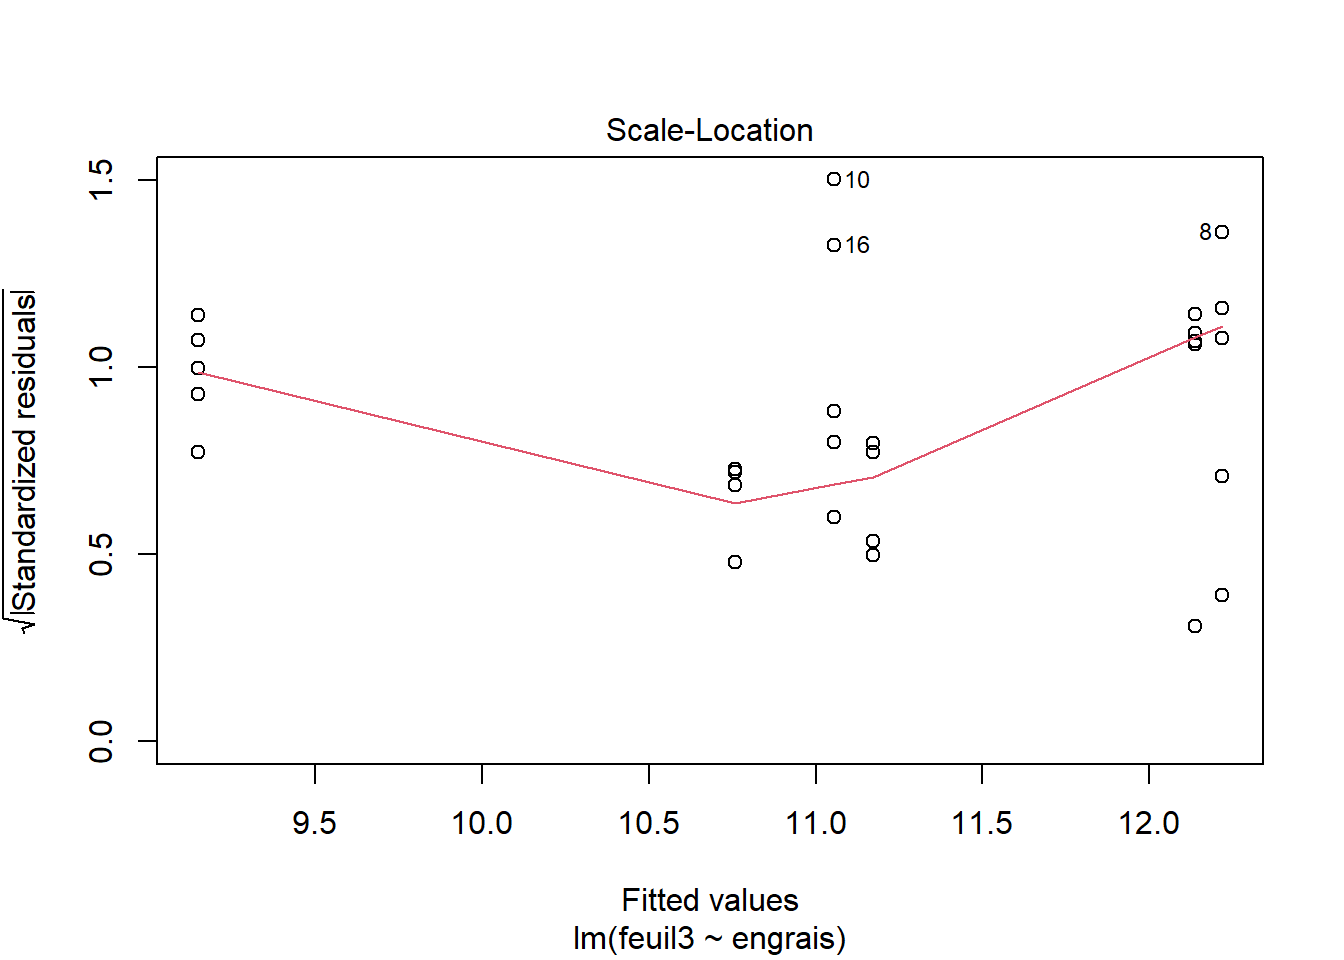 Scale-Location
√|Standardized residuals|
1.5
1.0
0.5
0.0
10
16
8
9.5 10.0 10.5 11.0 11.5 12.0
Fitted values
lm(feuil3 ~ engrais)